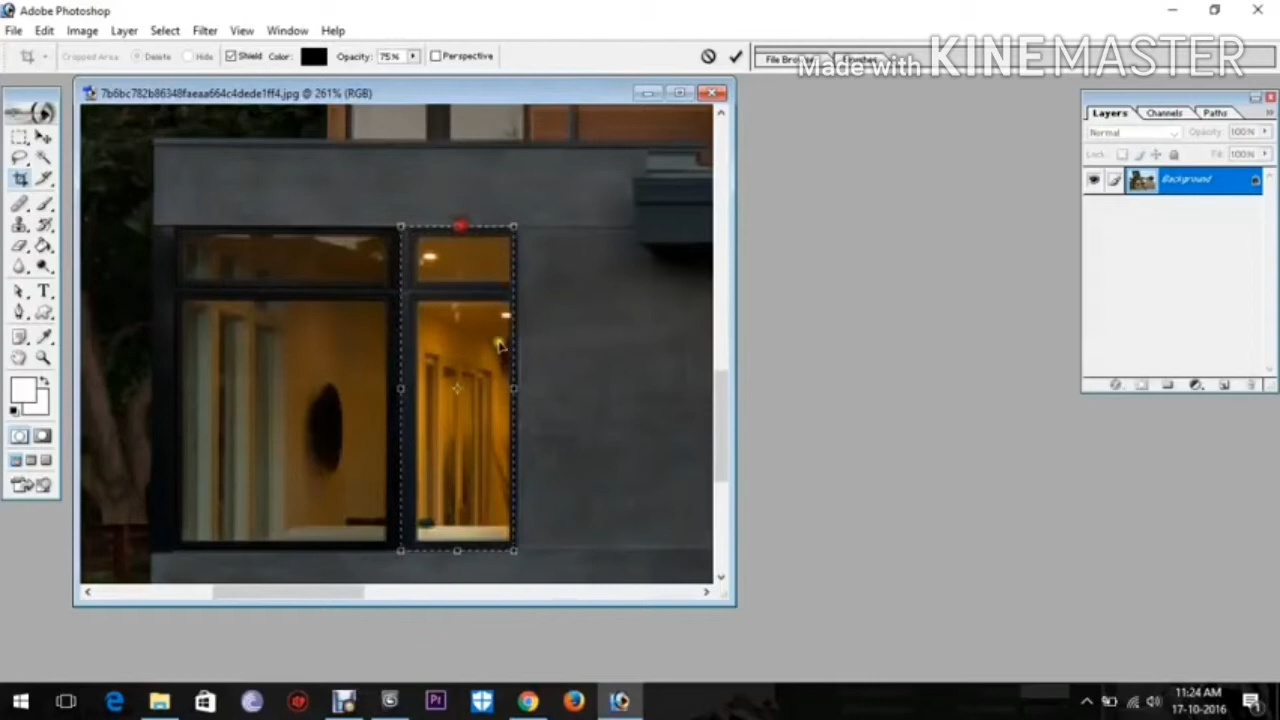 Adobe Photoshop
File Edit Image Layer Select Filter View Window Help
Cropped Area: Delete Hide Shield Color: Opacity: 75% Perspective
Made with KINEMASTER
7b6bc782b86348faeaa664c4dede1ff4.jpg @ 261% (RGB)
Layers Channels Paths
Normal Opacity: 100%
Lock: Fill: 100%
Background
T
Pr
11:24 AM
17-10-2016